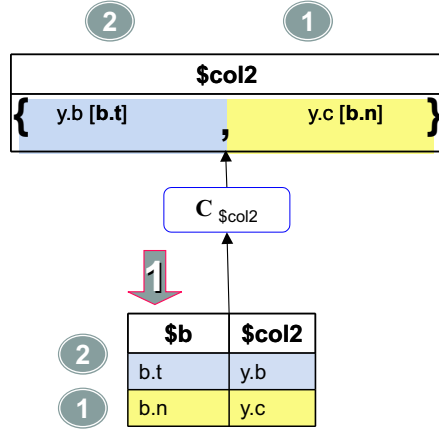 2 1
$col2
{ y.b [b.t] , y.c [b.n] }
C $col2
1
$b $col2
2 b.t y.b
1 b.n y.c